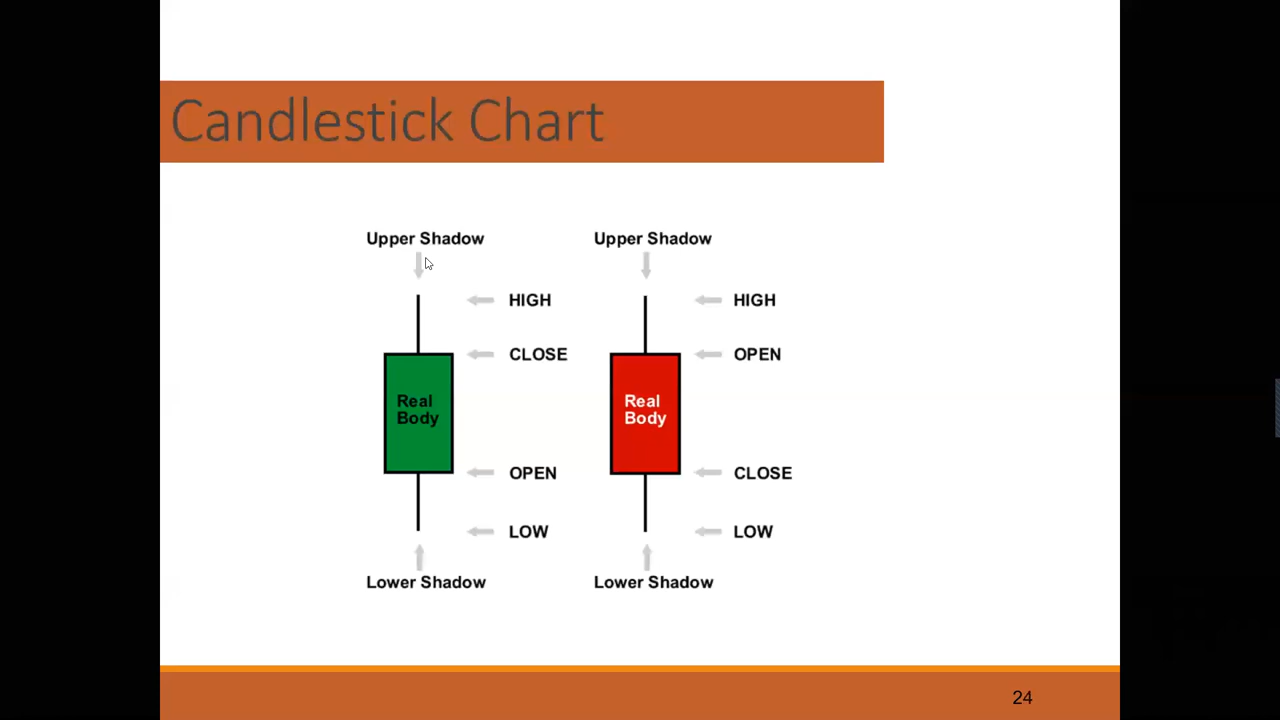 Candlestick Chart
Upper Shadow Upper Shadow
HIGH HIGH
CLOSE OPEN
Real Real
Body Body
OPEN CLOSE
LOW LOW
Lower Shadow Lower Shadow
24